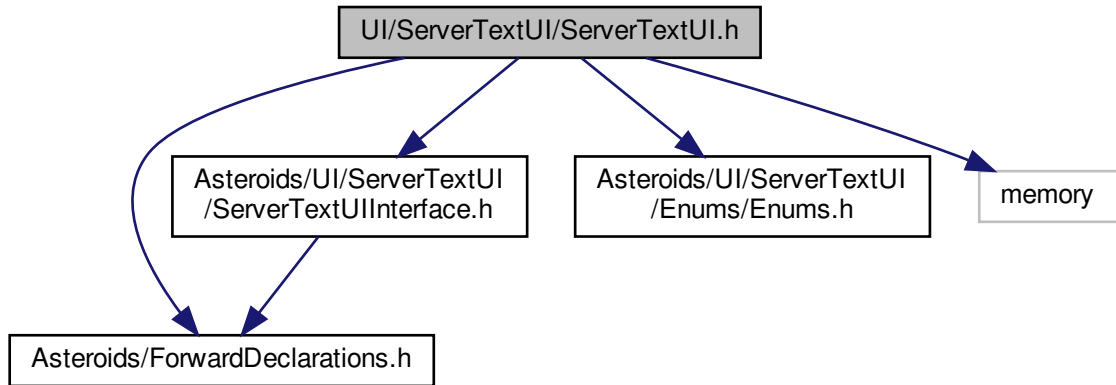 UI/ServerTextUI/ServerTextUI.h
Asteroids/UI/ServerTextUI
/ServerTextUIInterface.h
Asteroids/UI/ServerTextUI
/Enums/Enums.h
memory
Asteroids/ForwardDeclarations.h